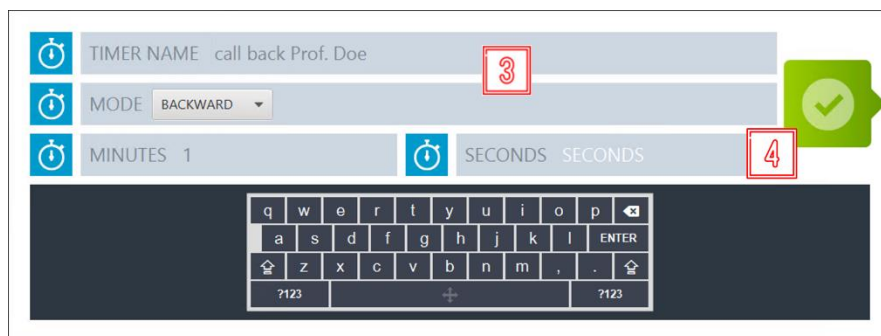 TIMER NAME call back Prof. Doe
3
MODE BACKWARD
MINUTES 1 SECONDS SECONDS
4
q w e r t y u i o p
a s d f g h j k l ENTER
z x c v b n m , .
?123 ?123